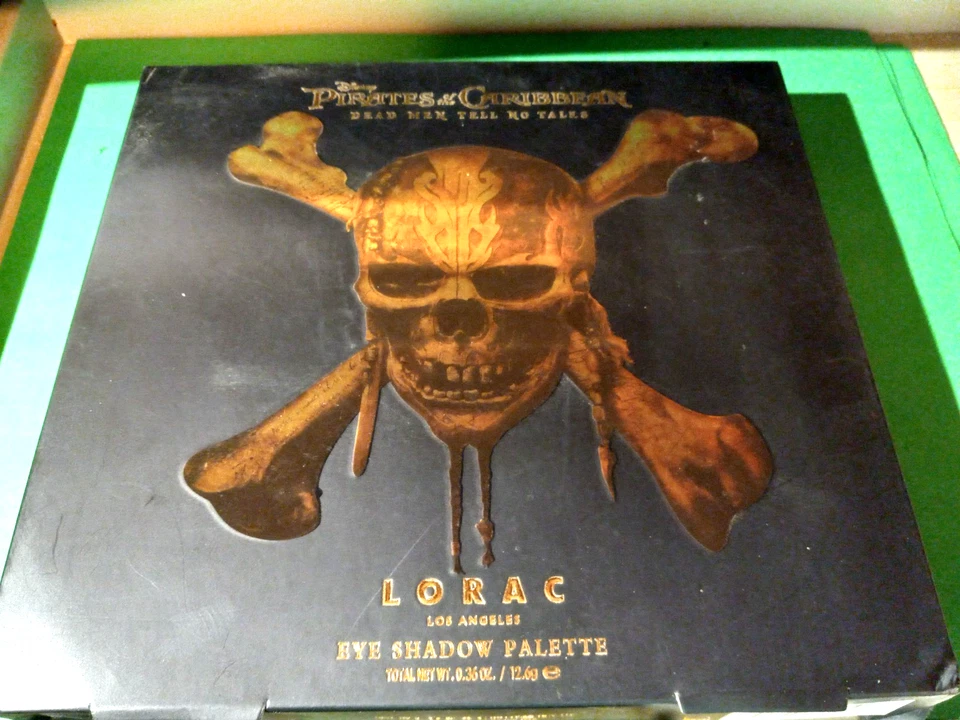 Disney
PIRATES of the CARIBBEAN
DEAD MEN TELL NO TALES
LORAC
LOS ANGELES
EYE SHADOW PALETTE
TOTAL NET WT. 0.36 OZ. / 12.6g e